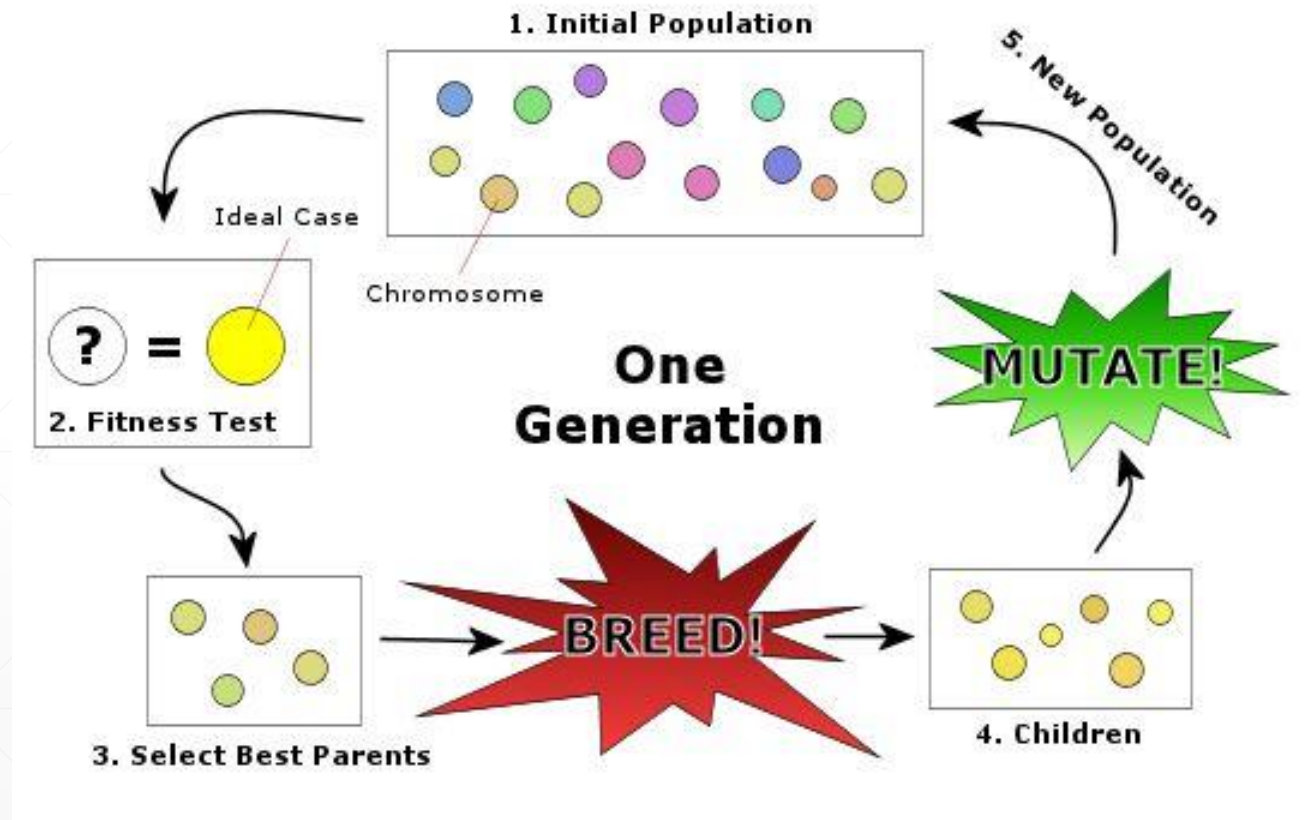 1. Initial Population
5. New Population
Ideal Case
Chromosome
? =
2. Fitness Test
One
Generation
MUTATE!
BREED!
3. Select Best Parents
4. Children